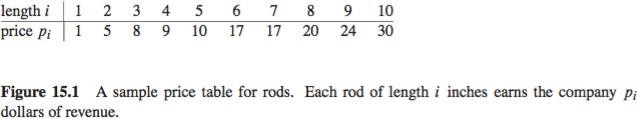 length i 1 2 3 4 5 6 7 8 9 10
price pi 1 5 8 9 10 17 17 20 24 30
Figure 15.1 A sample price table for rods. Each rod of length i inches earns the company pi
dollars of revenue.